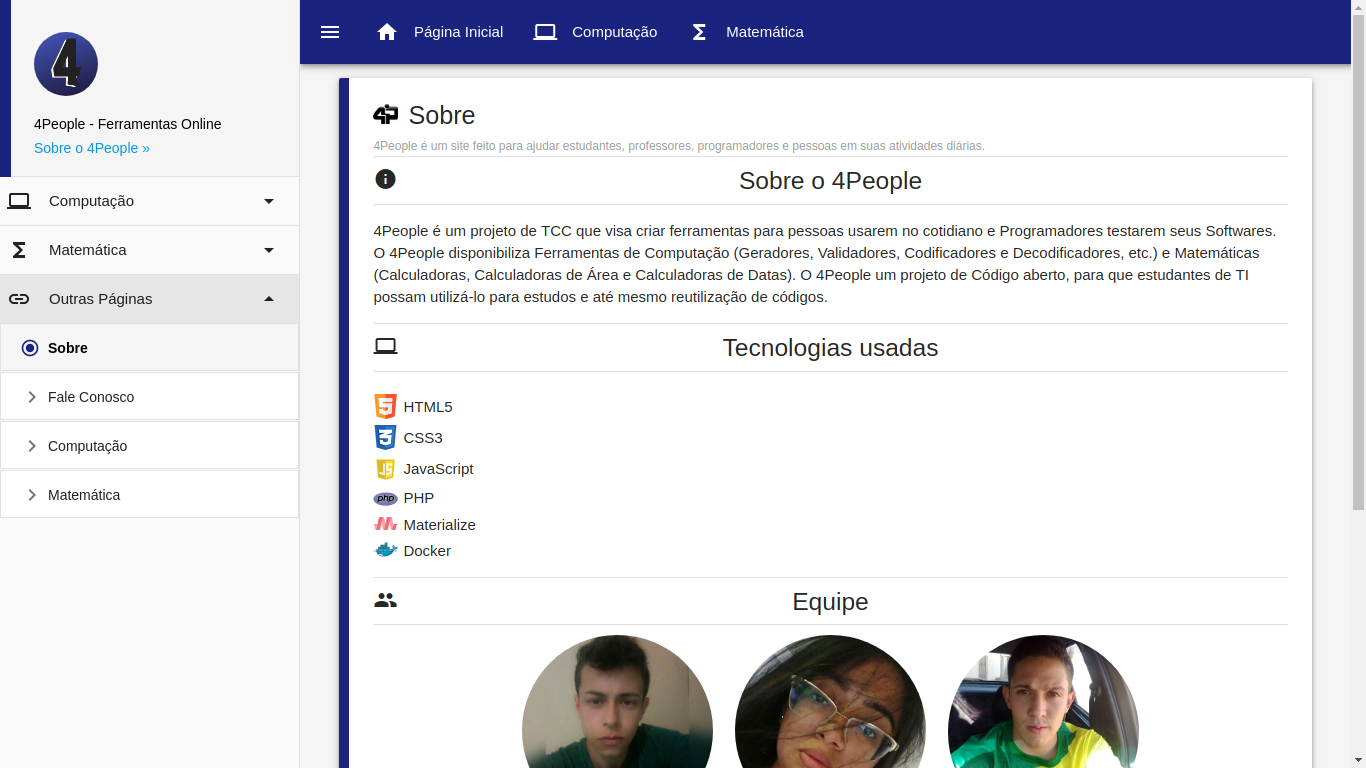 4
4People - Ferramentas Online
Sobre o 4People »
Computação
Matemática
Outras Páginas
Sobre
Fale Conosco
Computação
Matemática
Página Inicial
Computação
Matemática
4P Sobre
4People é um site feito para ajudar estudantes, professores, programadores e pessoas em suas atividades diárias.
Sobre o 4People
4People é um projeto de TCC que visa criar ferramentas para pessoas usarem no cotidiano e Programadores testarem seus Softwares.
O 4People disponibiliza Ferramentas de Computação (Geradores, Validadores, Codificadores e Decodificadores, etc.) e Matemáticas
(Calculadoras, Calculadoras de Área e Calculadoras de Datas). O 4People um projeto de Código aberto, para que estudantes de TI
possam utilizá-lo para estudos e até mesmo reutilização de códigos.
Tecnologias usadas
5 HTML5
3 CSS3
JS JavaScript
php PHP
Materialize
Docker
Equipe